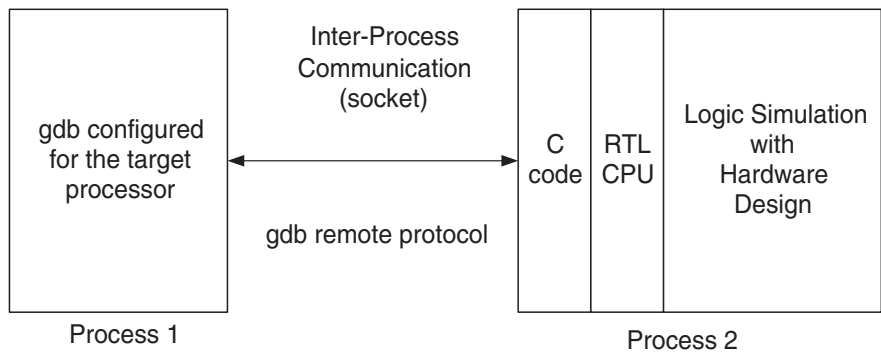 Inter-Process
Communication
(socket)
gdb configured
for the target
processor
gdb remote protocol
C
code
RTL
CPU
Logic Simulation
with
Hardware
Design
Process 1
Process 2